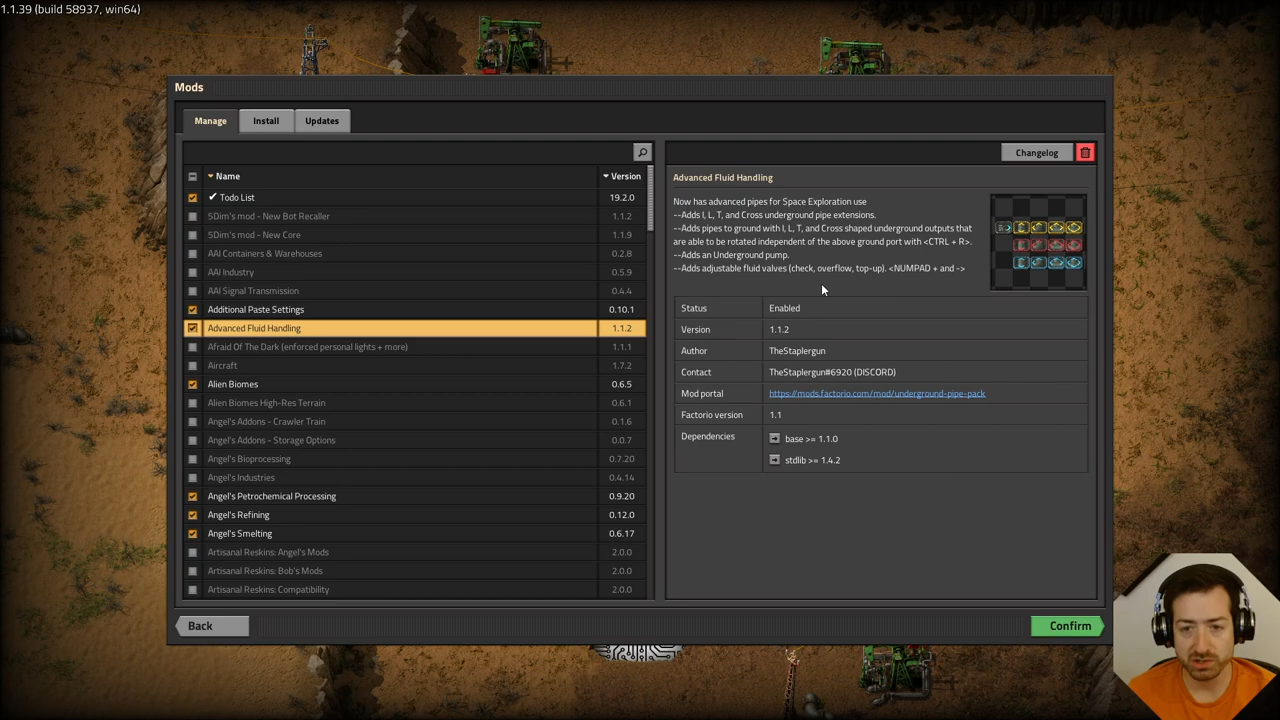 1.1.39 (build 58937, win64)
Mods
Manage
Install
Updates
Name
Version
✔ Todo List 19.2.0
5Dim's mod - New Bot Recaller 1.1.2
5Dim's mod - New Core 1.1.9
AAI Containers & Warehouses 0.2.8
AAI Industry 0.5.9
AAI Signal Transmission 0.4.4
Additional Paste Settings 0.10.1
Advanced Fluid Handling 1.1.2
Afraid Of The Dark (enforced personal lights + more) 1.1.1
Aircraft 1.7.2
Alien Biomes 0.6.5
Alien Biomes High-Res Terrain 0.6.1
Angel's Addons - Crawler Train 0.1.6
Angel's Addons - Storage Options 0.0.7
Angel's Bioprocessing 0.7.20
Angel's Industries 0.4.14
Angel's Petrochemical Processing 0.9.20
Angel's Refining 0.12.0
Angel's Smelting 0.6.17
Artisanal Reskins: Angel's Mods 2.0.0
Artisanal Reskins: Bob's Mods 2.0.0
Artisanal Reskins: Compatibility 2.0.0
Changelog
Advanced Fluid Handling
Now has advanced pipes for Space Exploration use
--Adds I, L, T, and Cross underground pipe extensions.
--Adds pipes to ground with I, L, T, and Cross shaped underground outputs that
are able to be rotated independent of the above ground port with <CTRL + R>.
--Adds an Underground pump.
--Adds adjustable fluid valves (check, overflow, top-up). <NUMPAD + and ->
Status Enabled
Version 1.1.2
Author TheStaplergun
Contact TheStaplergun#6920 (DISCORD)
Mod portal https://mods.factorio.com/mod/underground-pipe-pack
Factorio version 1.1
Dependencies base >= 1.1.0
stdlib >= 1.4.2
Back
Confirm